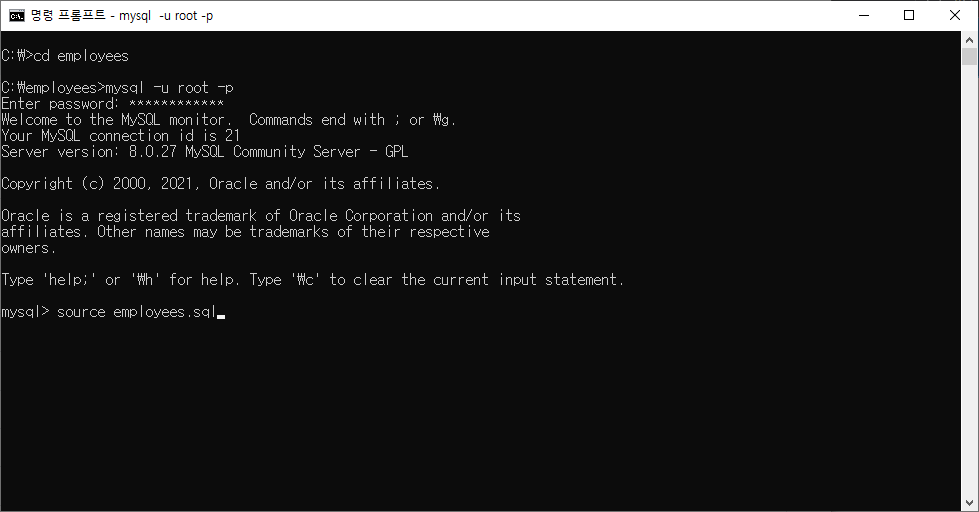 명령 프롬프트 - mysql  -u root -p
C:\>cd employees
C:\employees>mysql -u root -p
Enter password: ************
Welcome to the MySQL monitor.  Commands end with ; or \g.
Your MySQL connection id is 21
Server version: 8.0.27 MySQL Community Server - GPL
Copyright (c) 2000, 2021, Oracle and/or its affiliates.
Oracle is a registered trademark of Oracle Corporation and/or its
affiliates. Other names may be trademarks of their respective
owners.
Type 'help;' or '\h' for help. Type '\c' to clear the current input statement.
mysql> source employees.sql